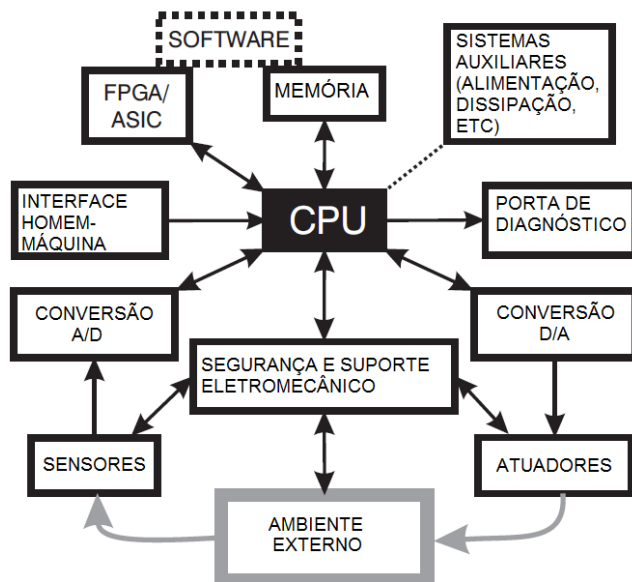 SOFTWARE
FPGA/
ASIC
MEMÓRIA
SISTEMAS
AUXILIARES
(ALIMENTAÇÃO,
DISSIPAÇÃO,
ETC)
INTERFACE
HOMEM-
MÁQUINA
CPU
PORTA DE
DIAGNÓSTICO
CONVERSÃO
A/D
CONVERSÃO
D/A
SEGURANÇA E SUPORTE
ELETROMECÂNICO
SENSORES
ATUADORES
AMBIENTE
EXTERNO